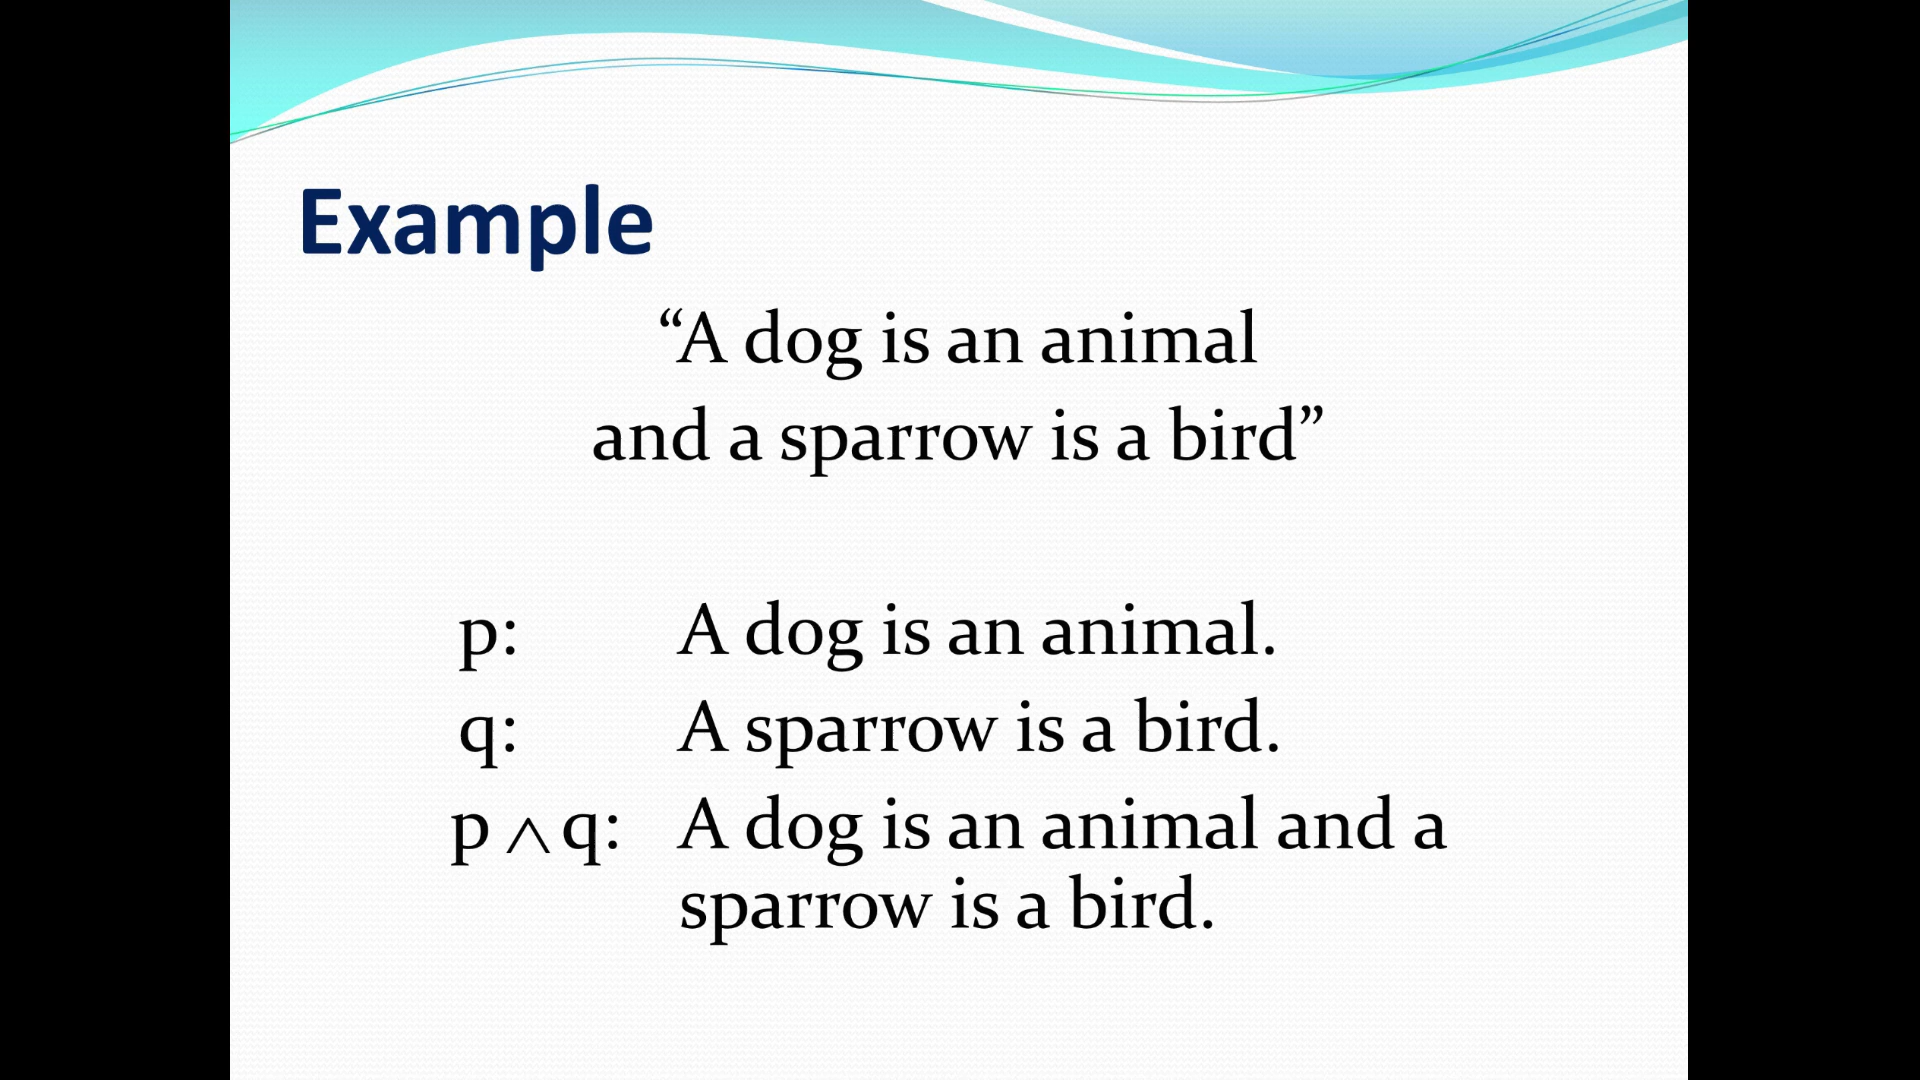 Example
“A dog is an animal
and a sparrow is a bird”
p: A dog is an animal.
q: A sparrow is a bird.
p ∧ q: A dog is an animal and a
sparrow is a bird.